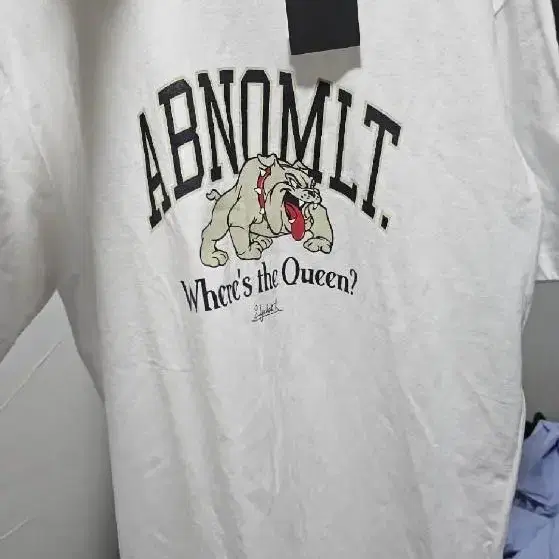 ABNOMLT.
Where's the Queen?